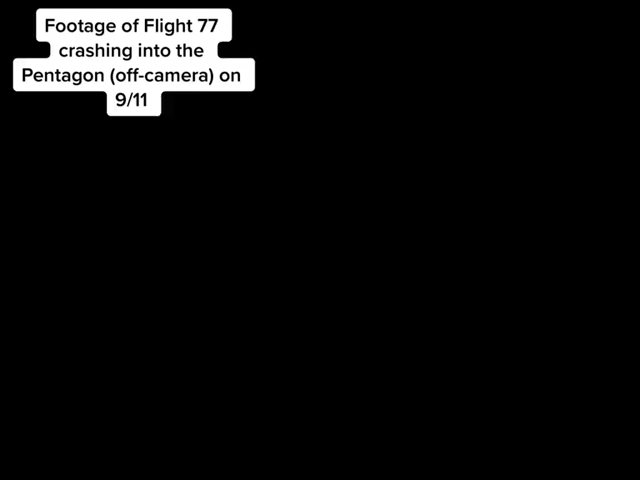 Footage of Flight 77
crashing into the
Pentagon (off-camera) on
9/11